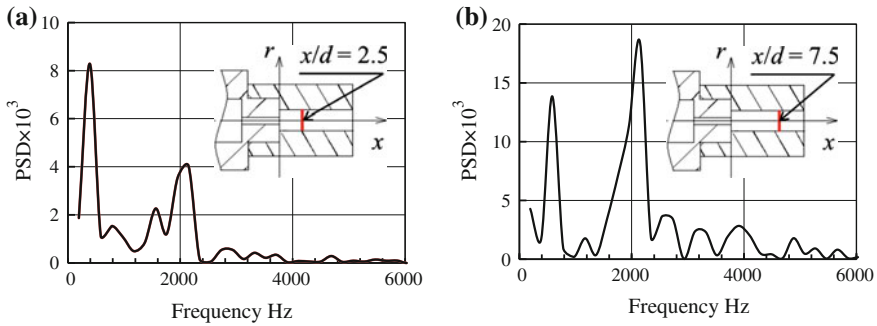 (a)
10
8
6
4
2
0
PSD×10³
r
x/d = 2.5
x
0 2000 4000 6000
Frequency Hz
(b)
20
15
10
5
0
PSD×10³
r
x/d = 7.5
x
0 2000 4000 6000
Frequency Hz